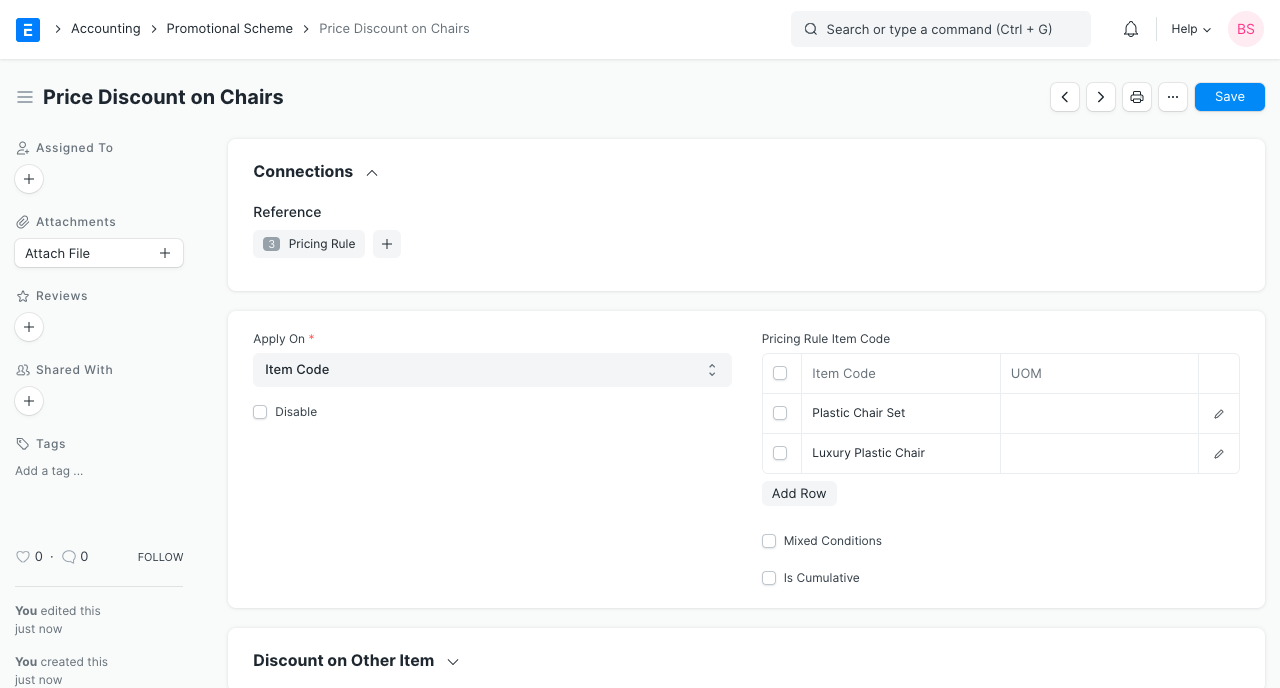 Accounting
Promotional Scheme
Price Discount on Chairs
Search or type a command (Ctrl + G)
Help
BS
Price Discount on Chairs
Save
Assigned To
Attachments
Attach File
Reviews
Shared With
Tags
Add a tag ...
0 · 0 FOLLOW
You edited this
just now
You created this
just now
Connections
Reference
3 Pricing Rule
Apply On *
Item Code
Disable
Pricing Rule Item Code
Item Code UOM
Plastic Chair Set
Luxury Plastic Chair
Add Row
Mixed Conditions
Is Cumulative
Discount on Other Item